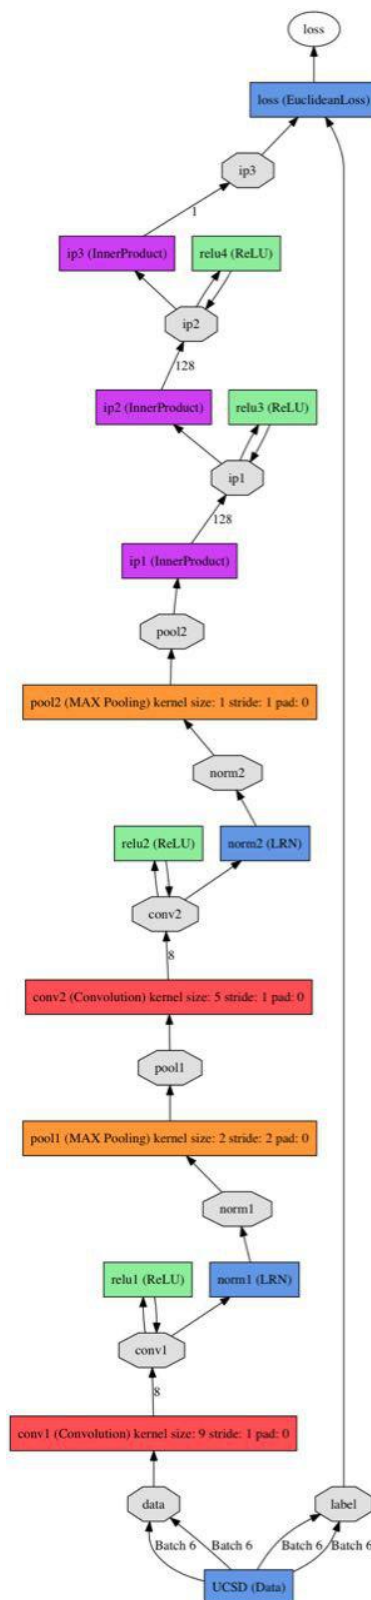 loss
loss (EuclideanLoss)
ip3
1
ip3 (InnerProduct)
relu4 (ReLU)
ip2
128
ip2 (InnerProduct)
relu3 (ReLU)
ip1
128
ip1 (InnerProduct)
pool2
pool2 (MAX Pooling) kernel size: 1 stride: 1 pad: 0
norm2
relu2 (ReLU)
norm2 (LRN)
conv2
8
conv2 (Convolution) kernel size: 5 stride: 1 pad: 0
pool1
pool1 (MAX Pooling) kernel size: 2 stride: 2 pad: 0
norm1
relu1 (ReLU)
norm1 (LRN)
conv1
8
conv1 (Convolution) kernel size: 9 stride: 1 pad: 0
data
label
Batch 6
Batch 6
Batch 6
Batch 6
UCSD (Data)